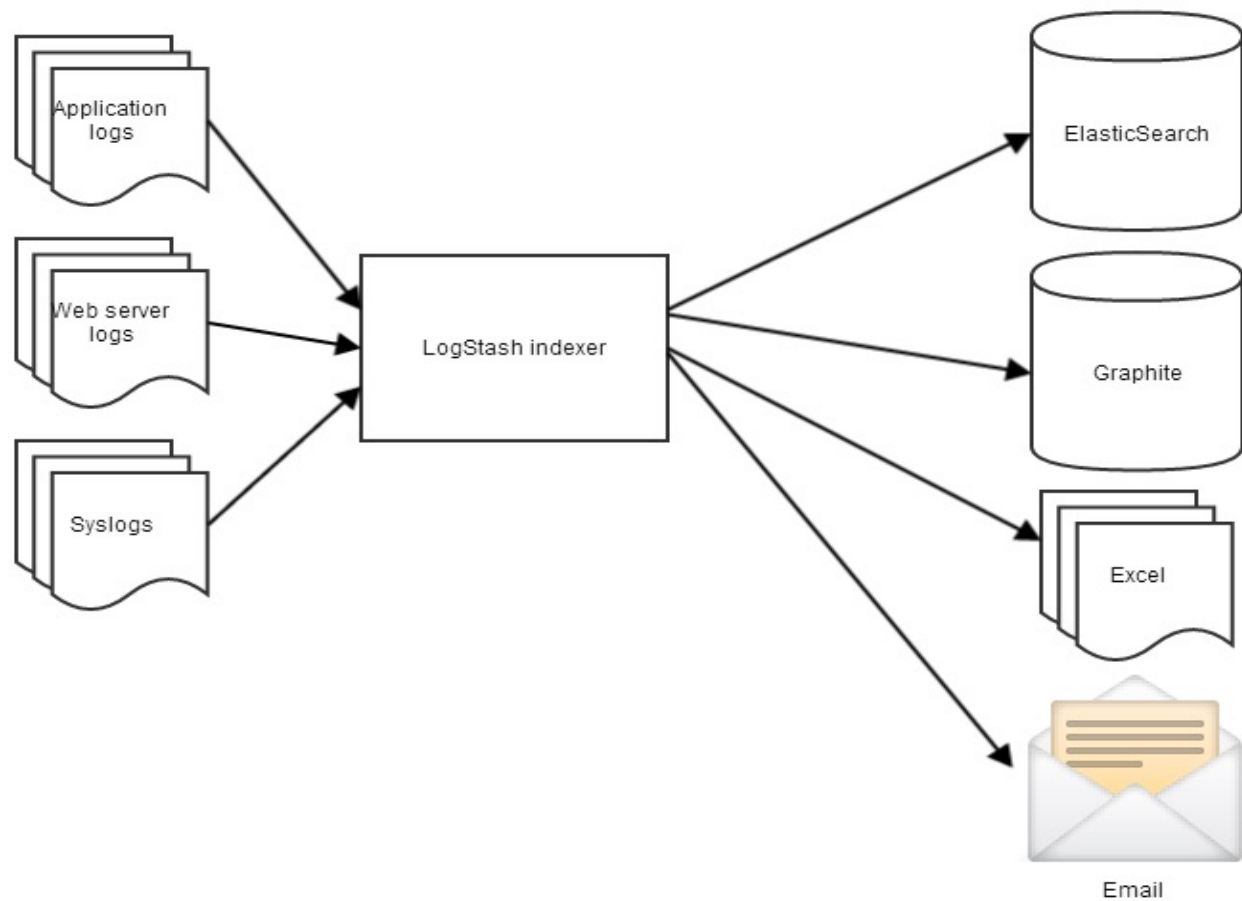 Application
logs
Web server
logs
Syslogs
LogStash indexer
ElasticSearch
Graphite
Excel
Email